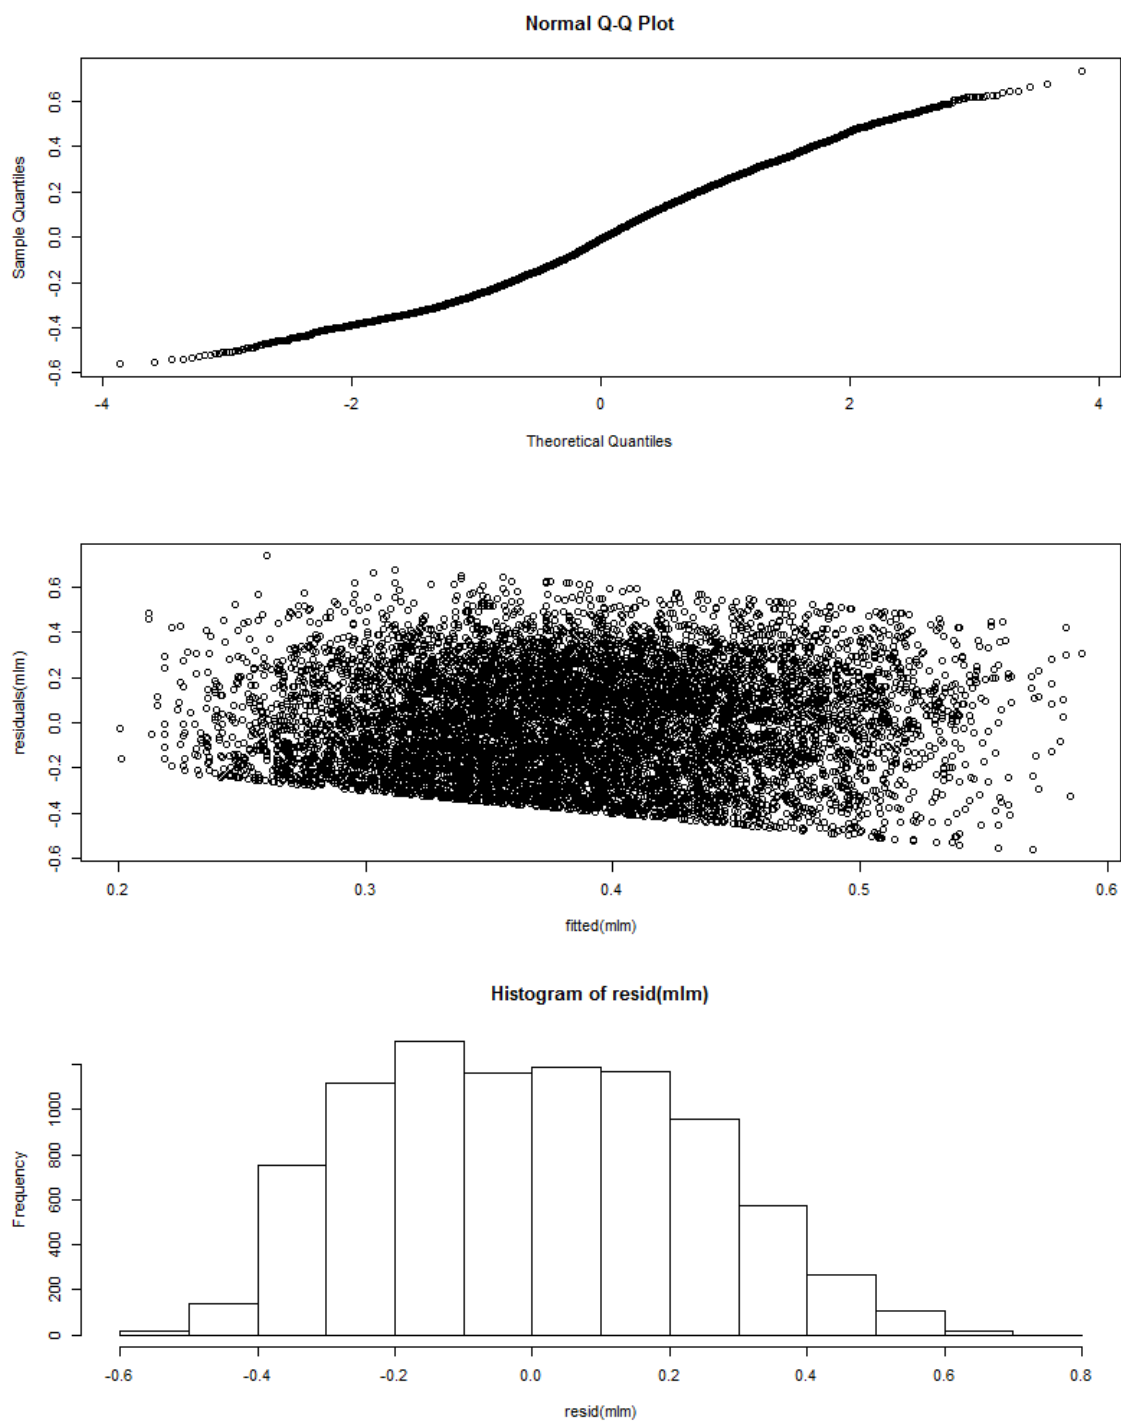 Normal Q-Q Plot
Sample Quantiles
0.6
0.4
0.2
0.0
-0.2
-0.4
-0.6
-4 -2 0 2 4
Theoretical Quantiles
residuals(mlm)
0.6
0.4
0.2
0.0
-0.2
-0.4
-0.6
0.2 0.3 0.4 0.5 0.6
fitted(mlm)
Histogram of resid(mlm)
Frequency
1000
800
600
400
200
0
-0.6 -0.4 -0.2 0.0 0.2 0.4 0.6 0.8
resid(mlm)